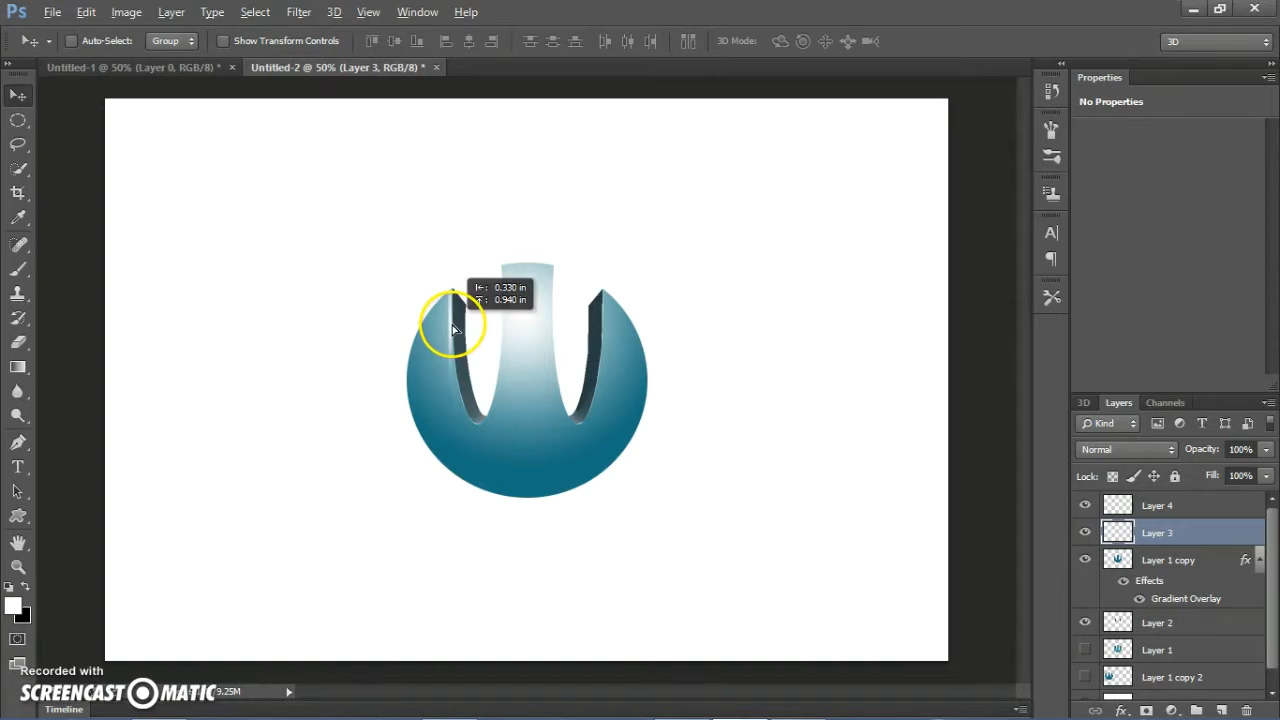 Ps File Edit Image Layer Type Select Filter 3D View Window Help
Auto-Select: Group Show Transform Controls 3D Mode: 3D
Untitled-1 @ 50% (Layer 0, RGB/8) * × Untitled-2 @ 50% (Layer 3, RGB/8) * ×
Properties
No Properties
0.330 in
0.940 in
3D Layers Channels
Kind
Normal Opacity: 100%
Lock: Fill: 100%
Layer 4
Layer 3
Layer 1 copy fx
Effects
Gradient Overlay
Layer 2
Layer 1
Layer 1 copy 2
Recorded with
SCREENCAST-O-MATIC
9.25M
Timeline